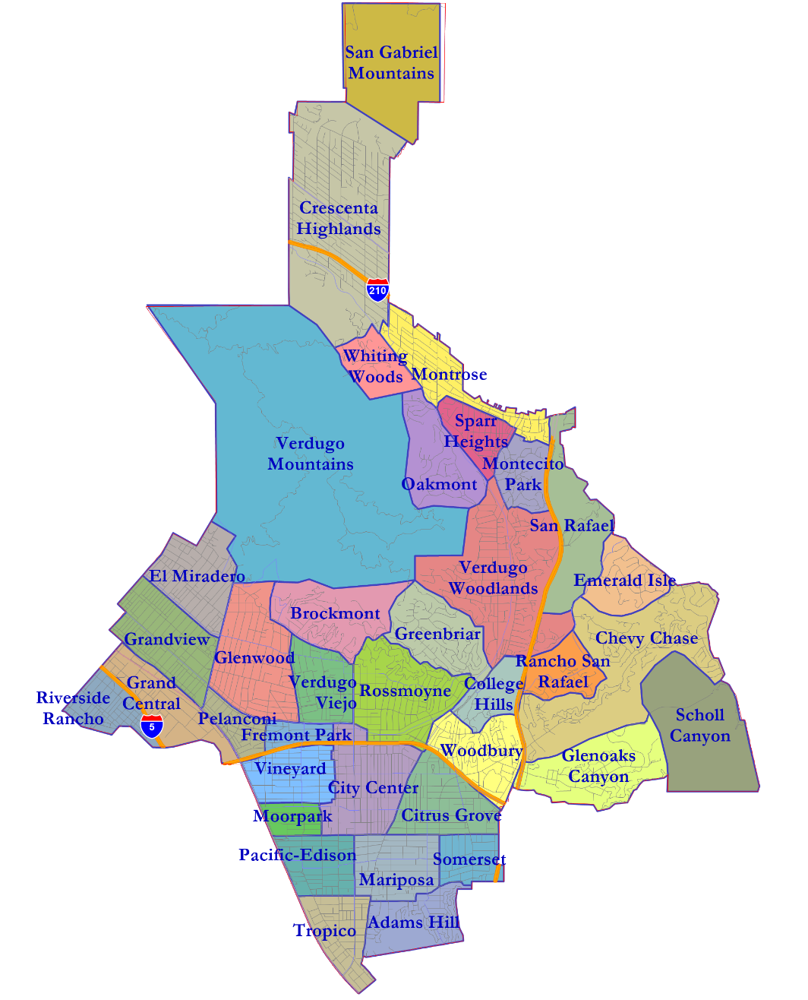 San Gabriel
Mountains
Crescenta
Highlands
210
Whiting
Woods
Montrose
Sparr
Heights
Verdugo
Mountains
Montecito
Park
Oakmont
San Rafael
El Miradero
Verdugo
Woodlands
Emerald Isle
Brockmont
Grandview
Greenbriar
Chevy Chase
Glenwood
Rancho San
Rafael
Grand
Central
Verdugo
Viejo
Rossmoyne
College
Hills
Riverside
Rancho
5
Pelanconi
Fremont Park
Scholl
Canyon
Woodbury
Glenoaks
Canyon
Vineyard
City Center
Moorpark
Citrus Grove
Pacific-Edison
Somerset
Mariposa
Tropico
Adams Hill